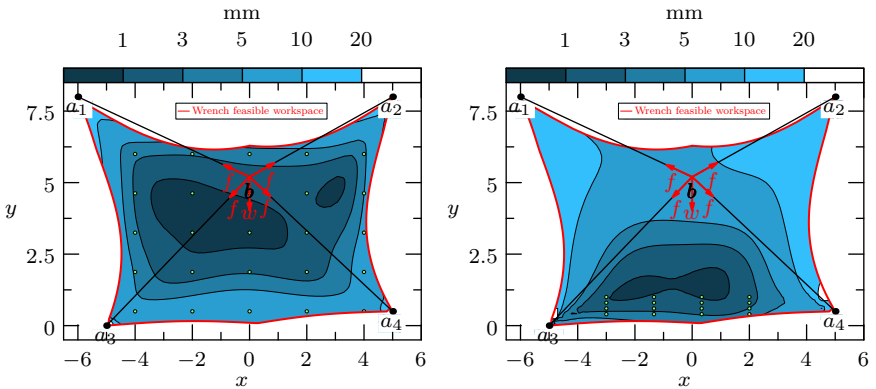 mm
1 3 5 10 20
7.5
5
2.5
0
y
−6 −4 −2 0 2 4 6
x
Wrench feasible workspace
a1
a2
a3
a4
b
f f
f w f
mm
1 3 5 10 20
7.5
5
2.5
0
y
−6 −4 −2 0 2 4 6
x
Wrench feasible workspace
a1
a2
a3
a4
b
f f
f w f